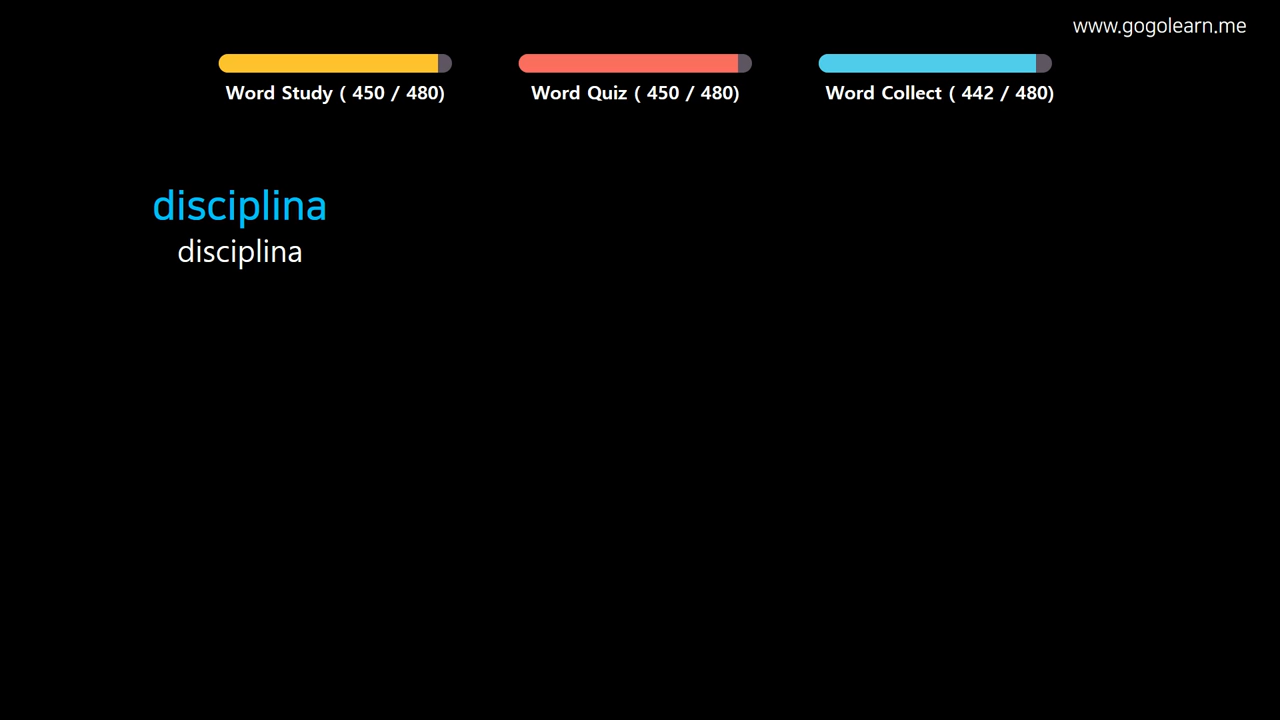 www.gogolearn.me
Word Study ( 450 / 480)
Word Quiz ( 450 / 480)
Word Collect ( 442 / 480)
disciplina
disciplina